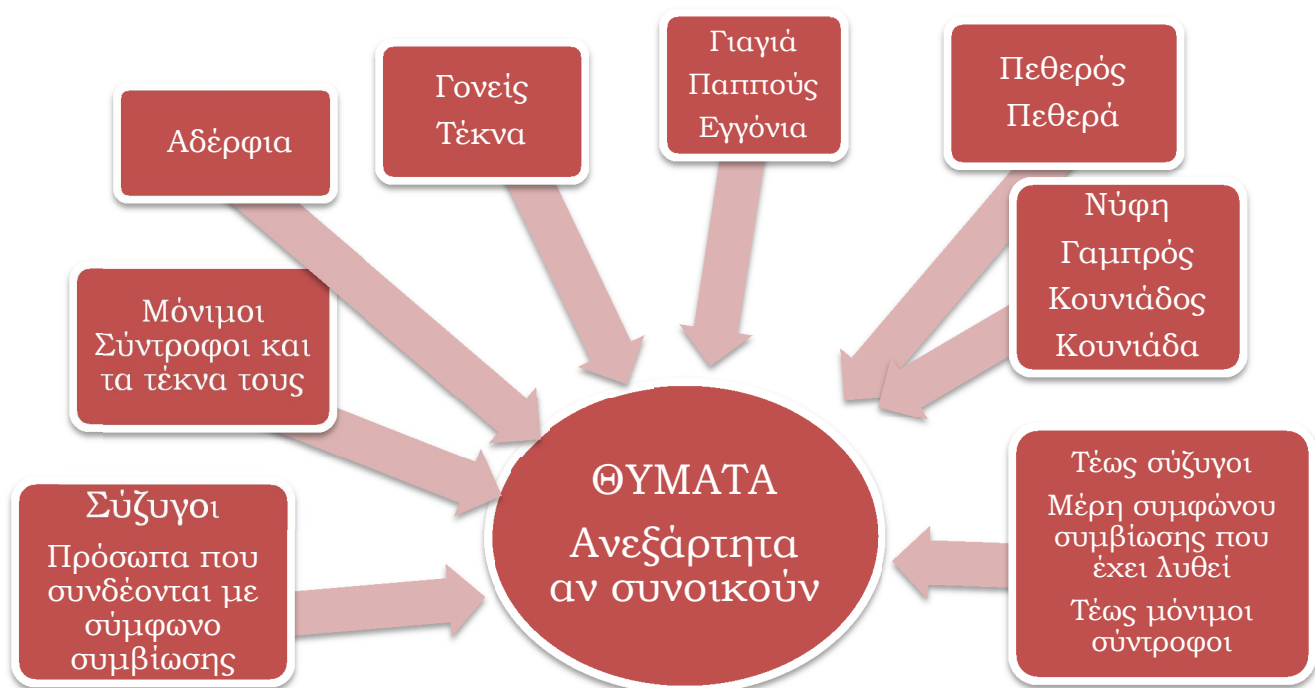 Αδέρφια
Γονείς
Τέκνα
Γιαγιά
Παππούς
Εγγόνια
Πεθερός
Πεθερά
Νύφη
Γαμπρός
Κουνιάδος
Κουνιάδα
Μόνιμοι
Σύντροφοι και
τα τέκνα τους
Σύζυγοι
Πρόσωπα που
συνδέονται με
σύμφωνο
συμβίωσης
ΘΥΜΑΤΑ
Ανεξάρτητα
αν συνοικούν
Τέως σύζυγοι
Μέρη συμφώνου
συμβίωσης που
έχει λυθεί
Τέως μόνιμοι
σύντροφοι